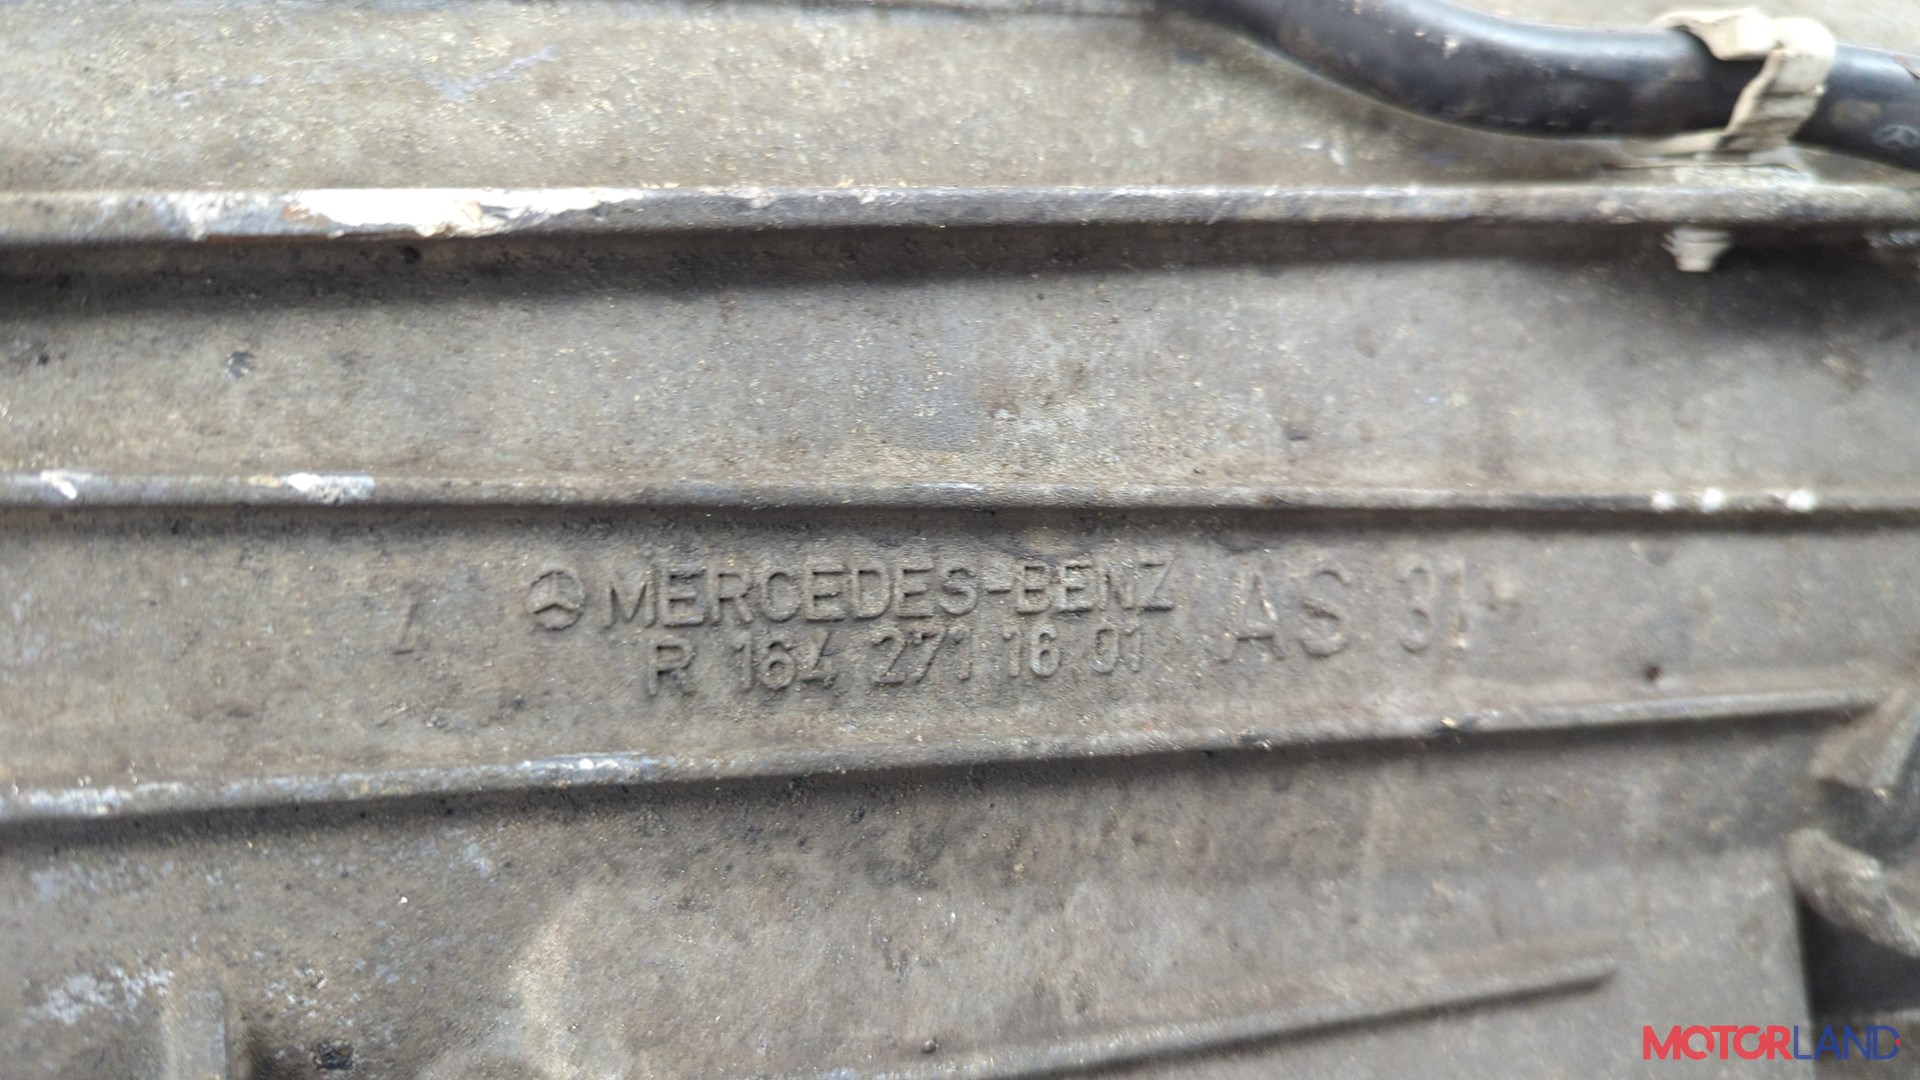 MERCEDES-BENZ AS 31
R 164 271 16 01
MOTORLAND